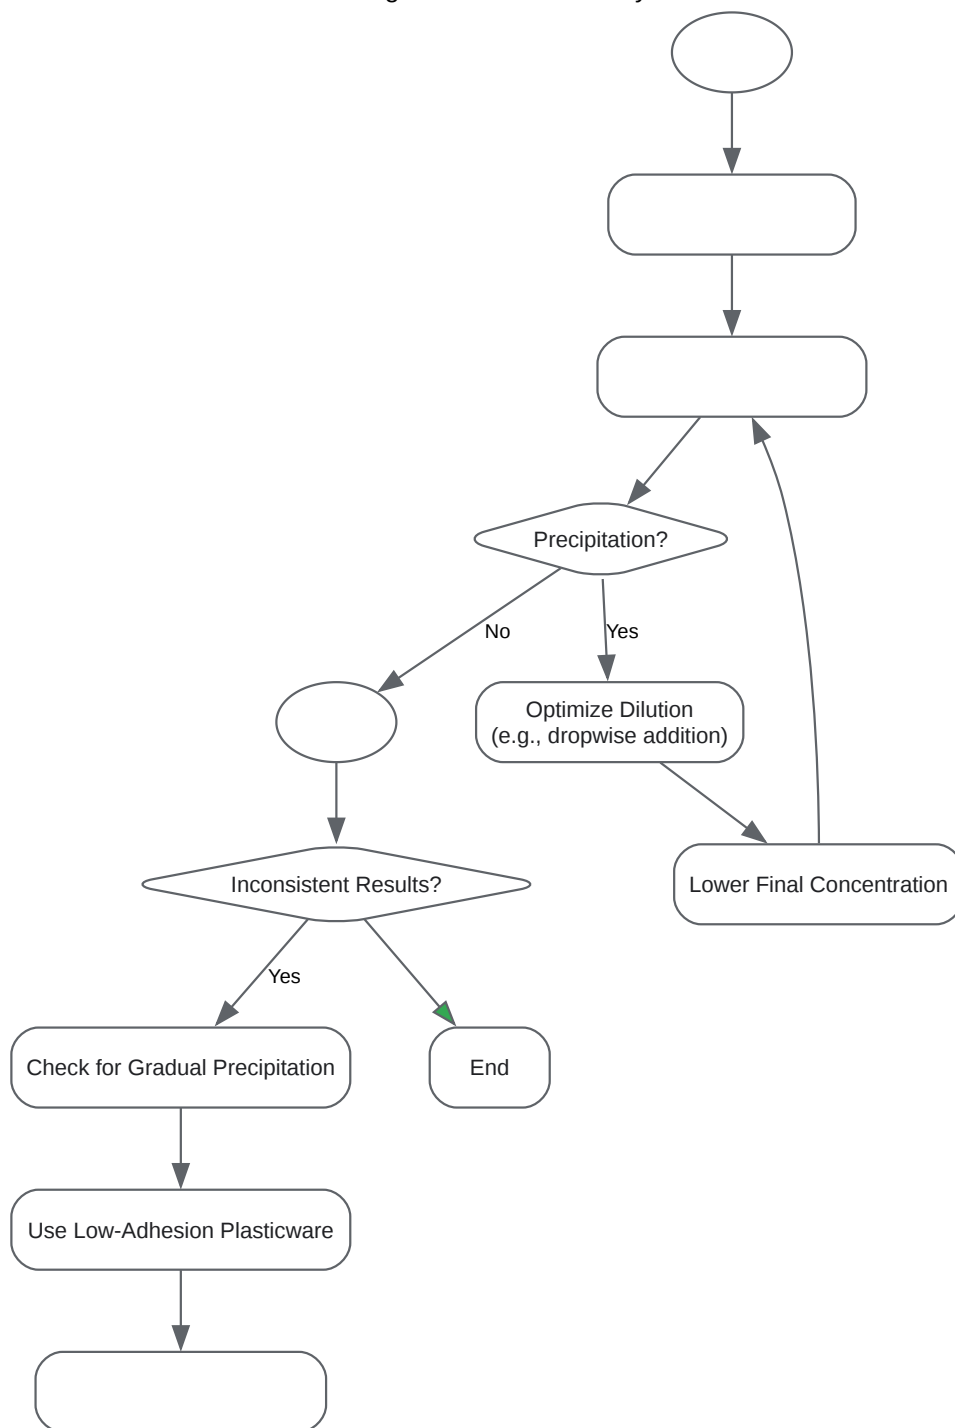 Precipitation?
No
Yes
Optimize Dilution
(e.g., dropwise addition)
Inconsistent Results?
Lower Final Concentration
Yes
Check for Gradual Precipitation
End
Use Low-Adhesion Plasticware